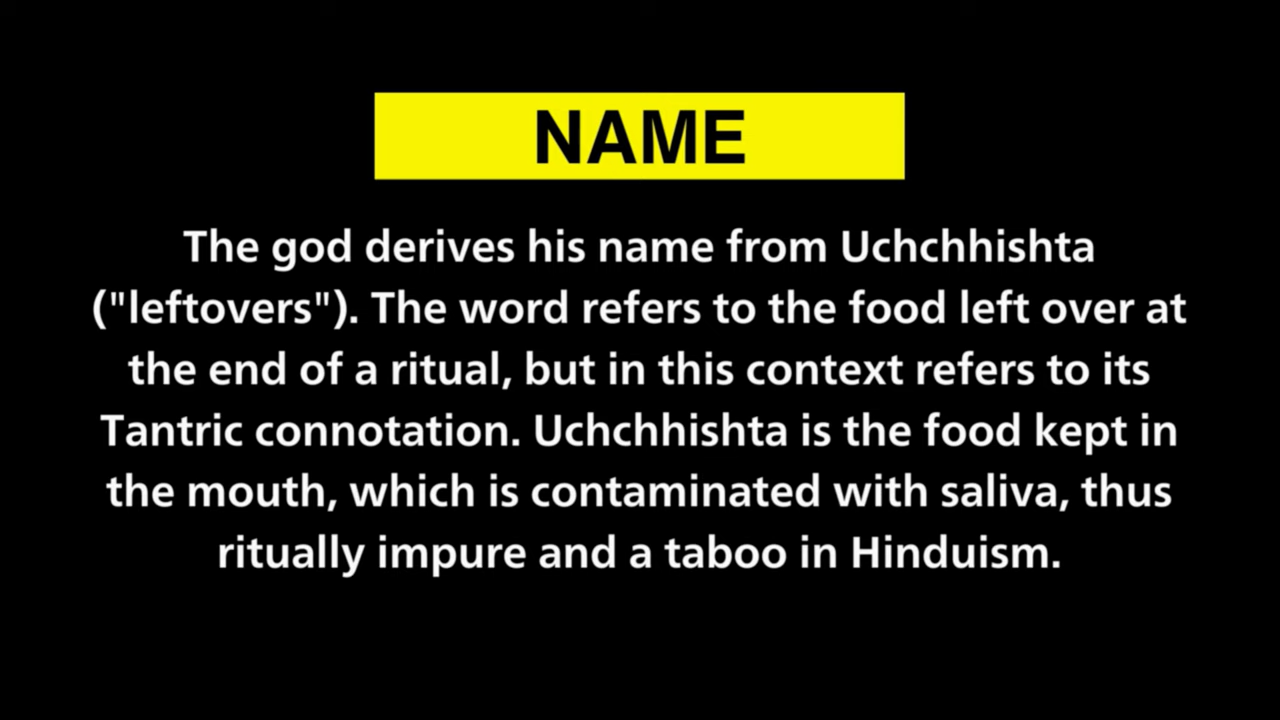 NAME
The god derives his name from Uchchhishta
("leftovers"). The word refers to the food left over at
the end of a ritual, but in this context refers to its
Tantric connotation. Uchchhishta is the food kept in
the mouth, which is contaminated with saliva, thus
ritually impure and a taboo in Hinduism.